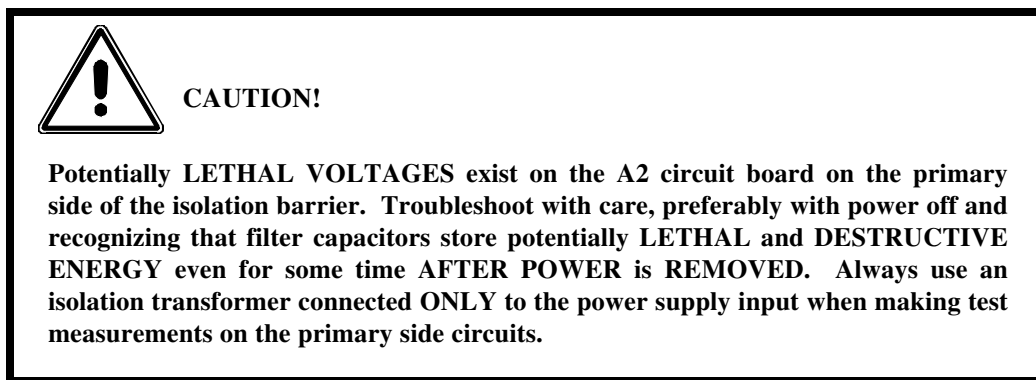 CAUTION!
Potentially LETHAL VOLTAGES exist on the A2 circuit board on the primary
side of the isolation barrier. Troubleshoot with care, preferably with power off and
recognizing that filter capacitors store potentially LETHAL and DESTRUCTIVE
ENERGY even for some time AFTER POWER is REMOVED. Always use an
isolation transformer connected ONLY to the power supply input when making test
measurements on the primary side circuits.